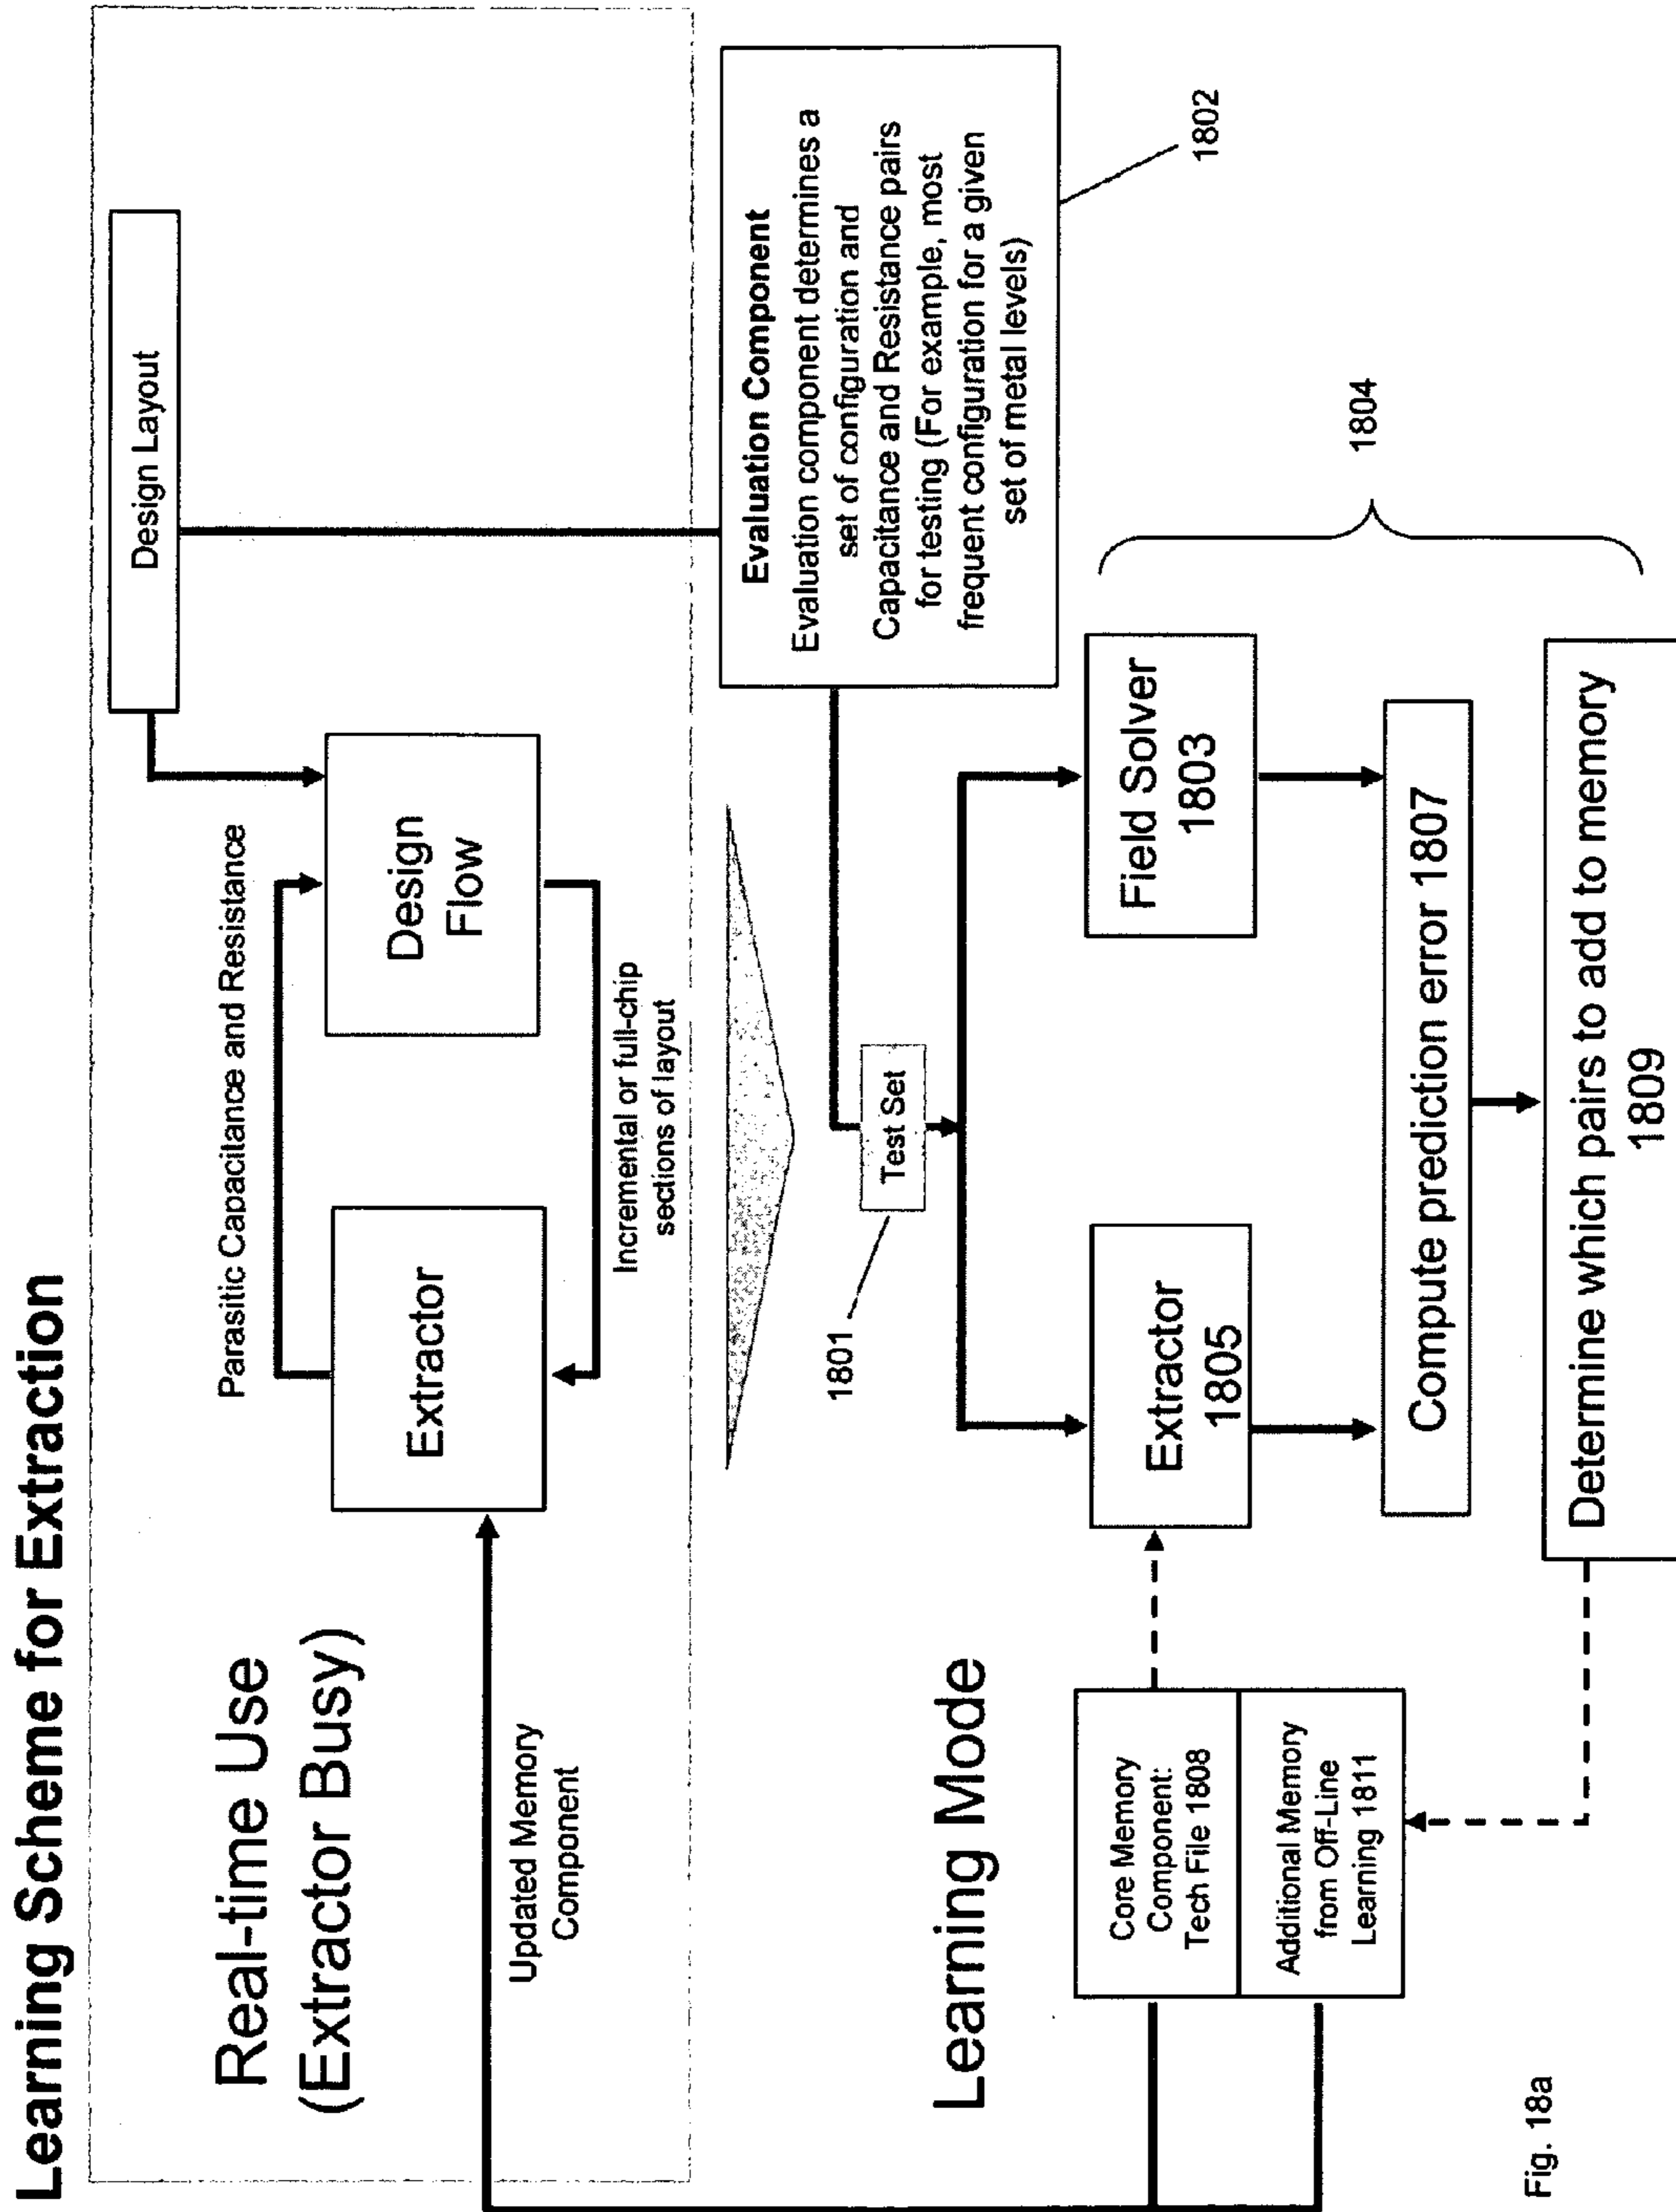 Learning Scheme for Extraction
Real-time Use
(Extractor Busy)
Updated Memory
Component
Parasitic Capacitance and Resistance
Extractor
Design
Flow
Incremental or full-chip
sections of layout
Design Layout
Evaluation Component
Evaluation component determines a
set of configuration and
Capacitance and Resistance pairs
for testing (For example, most
frequent configuration for a given
set of metal levels)
1802
1801
Test Set
Learning Mode
Core Memory
Component:
Tech File 1808
Additional Memory
from Off-Line
Learning 1811
Extractor
1805
Field Solver
1803
1804
Compute prediction error 1807
Determine which pairs to add to memory
1809
Fig. 18a